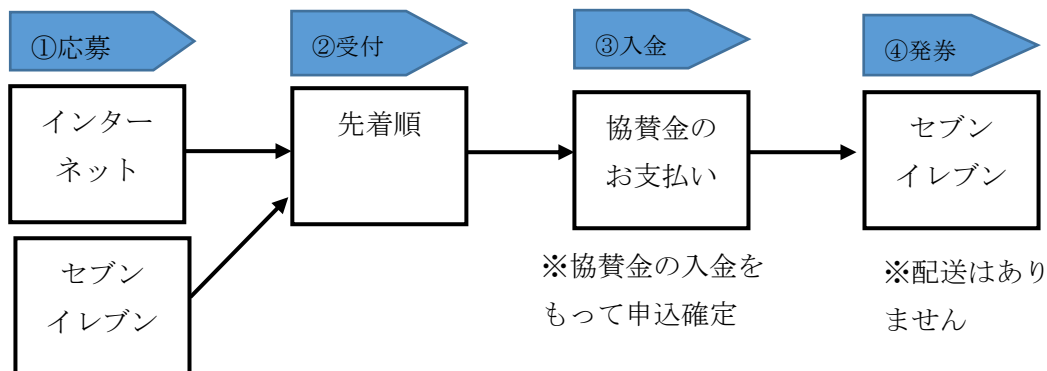 ①応募
②受付
③入金
④発券
インター
ネット
先着順
協賛金の
お支払い
セブン
イレブン
セブン
イレブン
※協賛金の入金を
もって申込確定
※配送はあり
ません